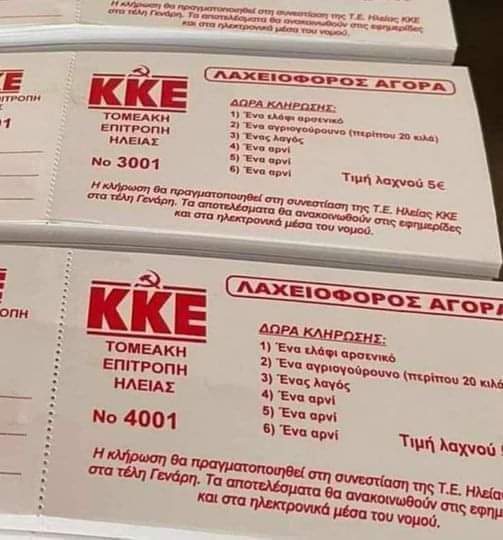 Η κλήρωση θα πραγματοποιηθεί στη συνεστίαση της Τ.Ε. Ηλείας ΚΚΕ
στα τέλη Γενάρη. Τα αποτελέσματα θα ανακοινωθούν στις εφημερίδες
και στα ηλεκτρονικά μέσα του νομού.
ΚΚΕ
ΤΟΜΕΑΚΗ
ΕΠΙΤΡΟΠΗ
ΗΛΕΙΑΣ
Νο 3001
ΛΑΧΕΙΟΦΟΡΟΣ ΑΓΟΡΑ
ΔΩΡΑ ΚΛΗΡΩΣΗΣ:
1) Ένα ελάφι αρσενικό
2) Ένα αγριογούρουνο (περίπου 20 κιλά)
3) Ένας λαγός
4) Ένα αρνί
5) Ένα αρνί
6) Ένα αρνί
Τιμή λαχνού 5€
Η κλήρωση θα πραγματοποιηθεί στη συνεστίαση της Τ.Ε. Ηλείας ΚΚΕ
στα τέλη Γενάρη. Τα αποτελέσματα θα ανακοινωθούν στις εφημερίδες
και στα ηλεκτρονικά μέσα του νομού.
ΚΚΕ
ΤΟΜΕΑΚΗ
ΕΠΙΤΡΟΠΗ
ΗΛΕΙΑΣ
Νο 4001
ΛΑΧΕΙΟΦΟΡΟΣ ΑΓΟΡΑ
ΔΩΡΑ ΚΛΗΡΩΣΗΣ:
1) Ένα ελάφι αρσενικό
2) Ένα αγριογούρουνο (περίπου 20 κιλά
3) Ένας λαγός
4) Ένα αρνί
5) Ένα αρνί
6) Ένα αρνί
Τιμή λαχνού
Η κλήρωση θα πραγματοποιηθεί στη συνεστίαση της Τ.Ε. Ηλεία
στα τέλη Γενάρη. Τα αποτελέσματα θα ανακοινωθούν στις εφημ
και στα ηλεκτρονικά μέσα του νομού.